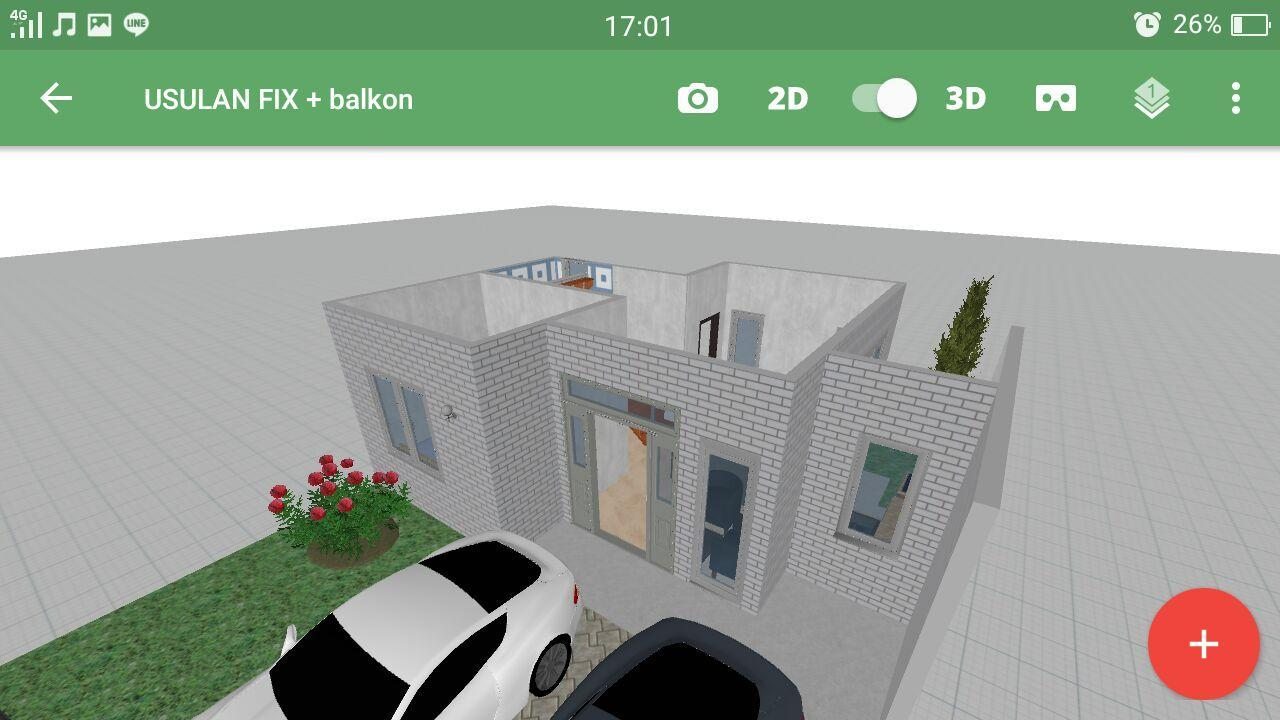 4G LINE 17:01 26%
USULAN FIX + balkon 2D 3D 1